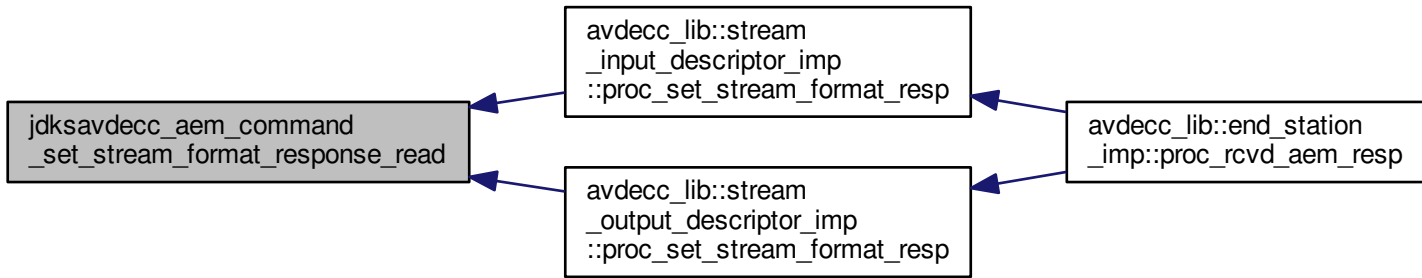 jdksavdecc_aem_command
_set_stream_format_response_read
avdecc_lib::stream
_input_descriptor_imp
::proc_set_stream_format_resp
avdecc_lib::stream
_output_descriptor_imp
::proc_set_stream_format_resp
avdecc_lib::end_station
_imp::proc_rcvd_aem_resp